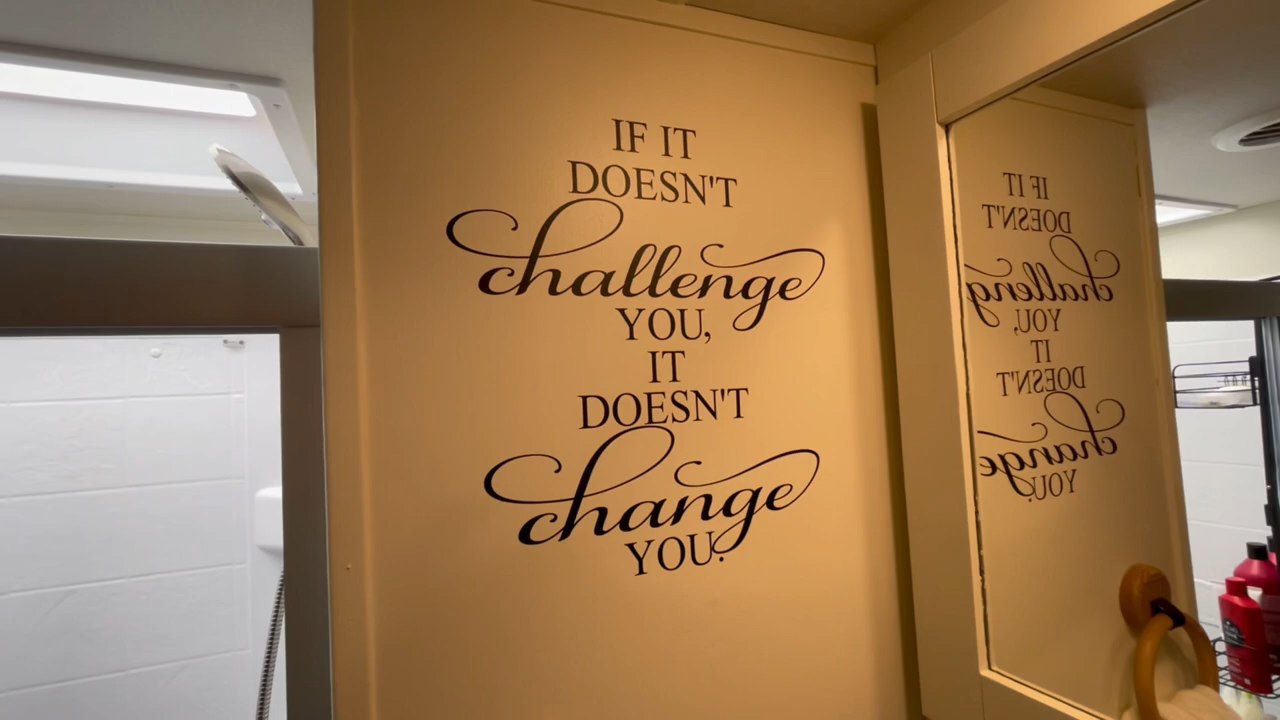 IF IT
DOESN'T
challenge
YOU,
IT
DOESN'T
change
YOU.